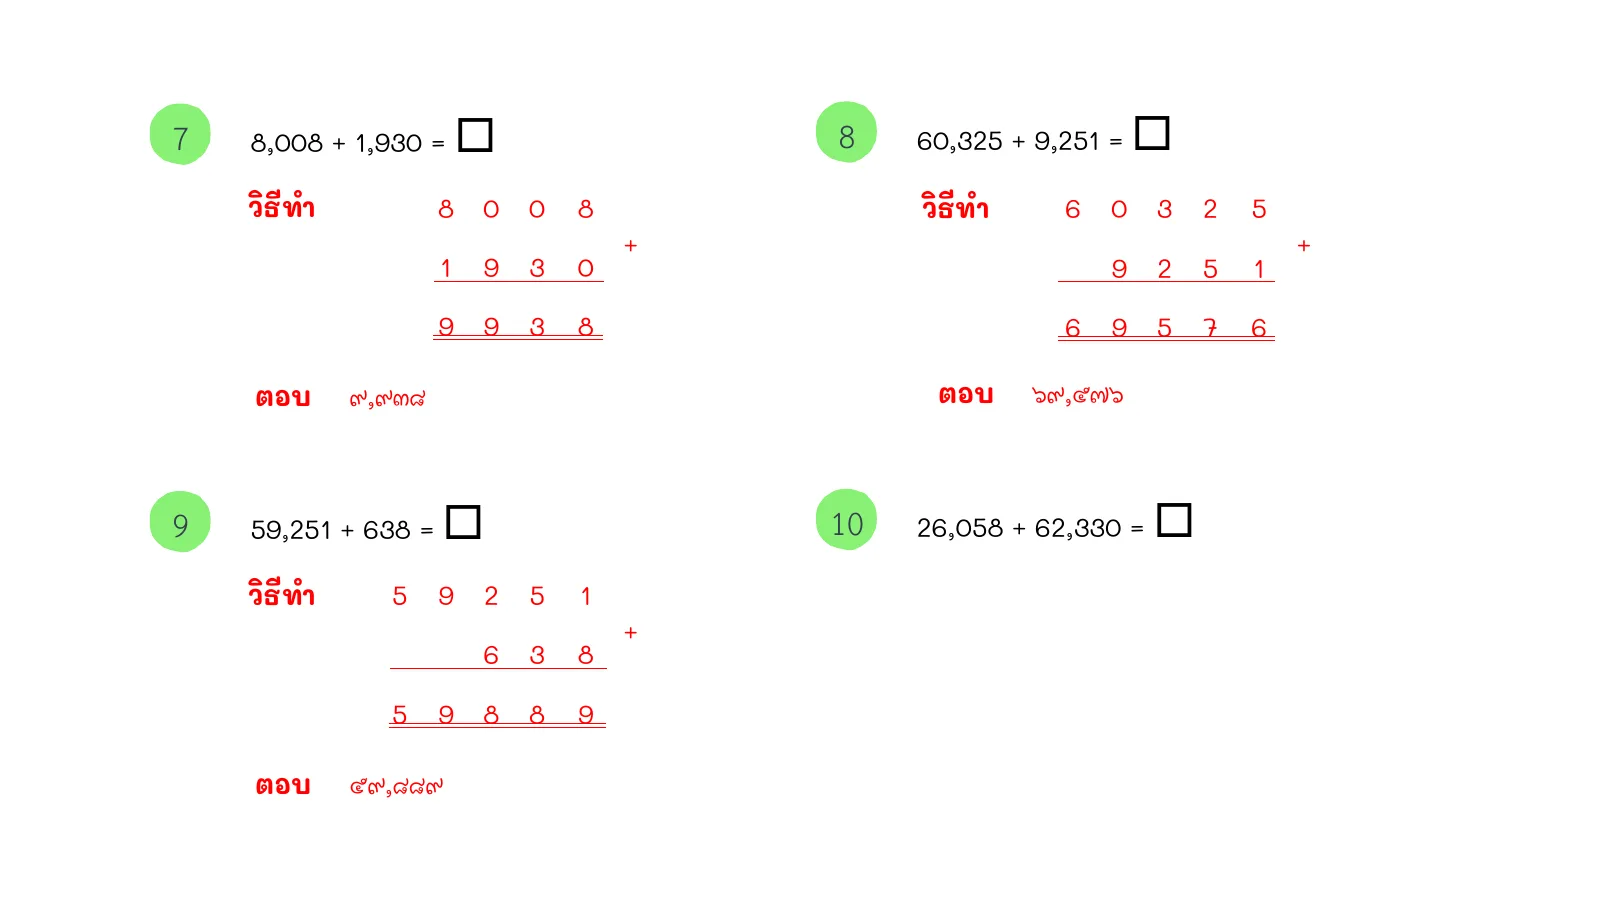 7
8,008 + 1,930 = □
วิธีทำ 8 0 0 8
+
1 9 3 0
9 9 3 8
ตอบ ๙,๙๓๘
8
60,325 + 9,251 = □
วิธีทำ 6 0 3 2 5
+
9 2 5 1
6 9 5 7 6
ตอบ ๖๙,๕๗๖
9
59,251 + 638 = □
วิธีทำ 5 9 2 5 1
+
6 3 8
5 9 8 8 9
ตอบ ๕๙,๘๘๙
10
26,058 + 62,330 = □